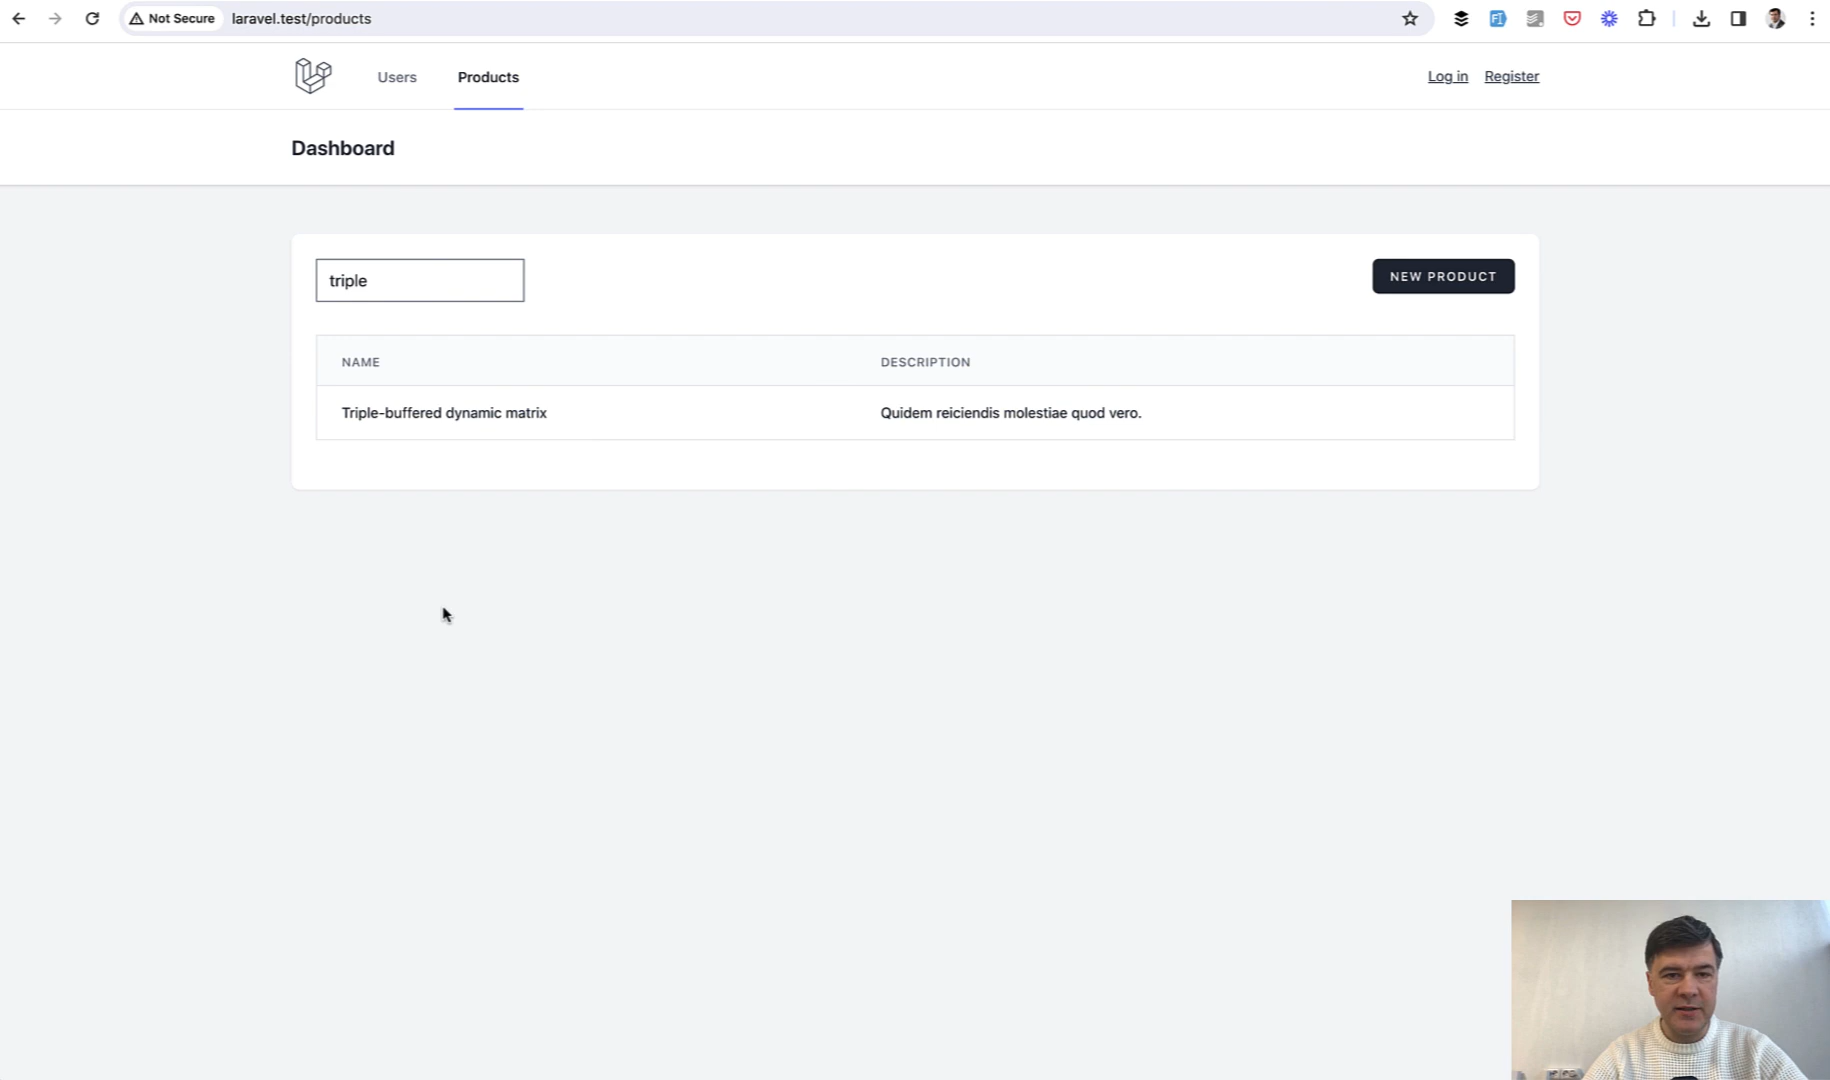 Not Secure laravel.test/products
Users Products Log in Register
Dashboard
triple
NEW PRODUCT
NAME DESCRIPTION
Triple-buffered dynamic matrix Quidem reiciendis molestiae quod vero.